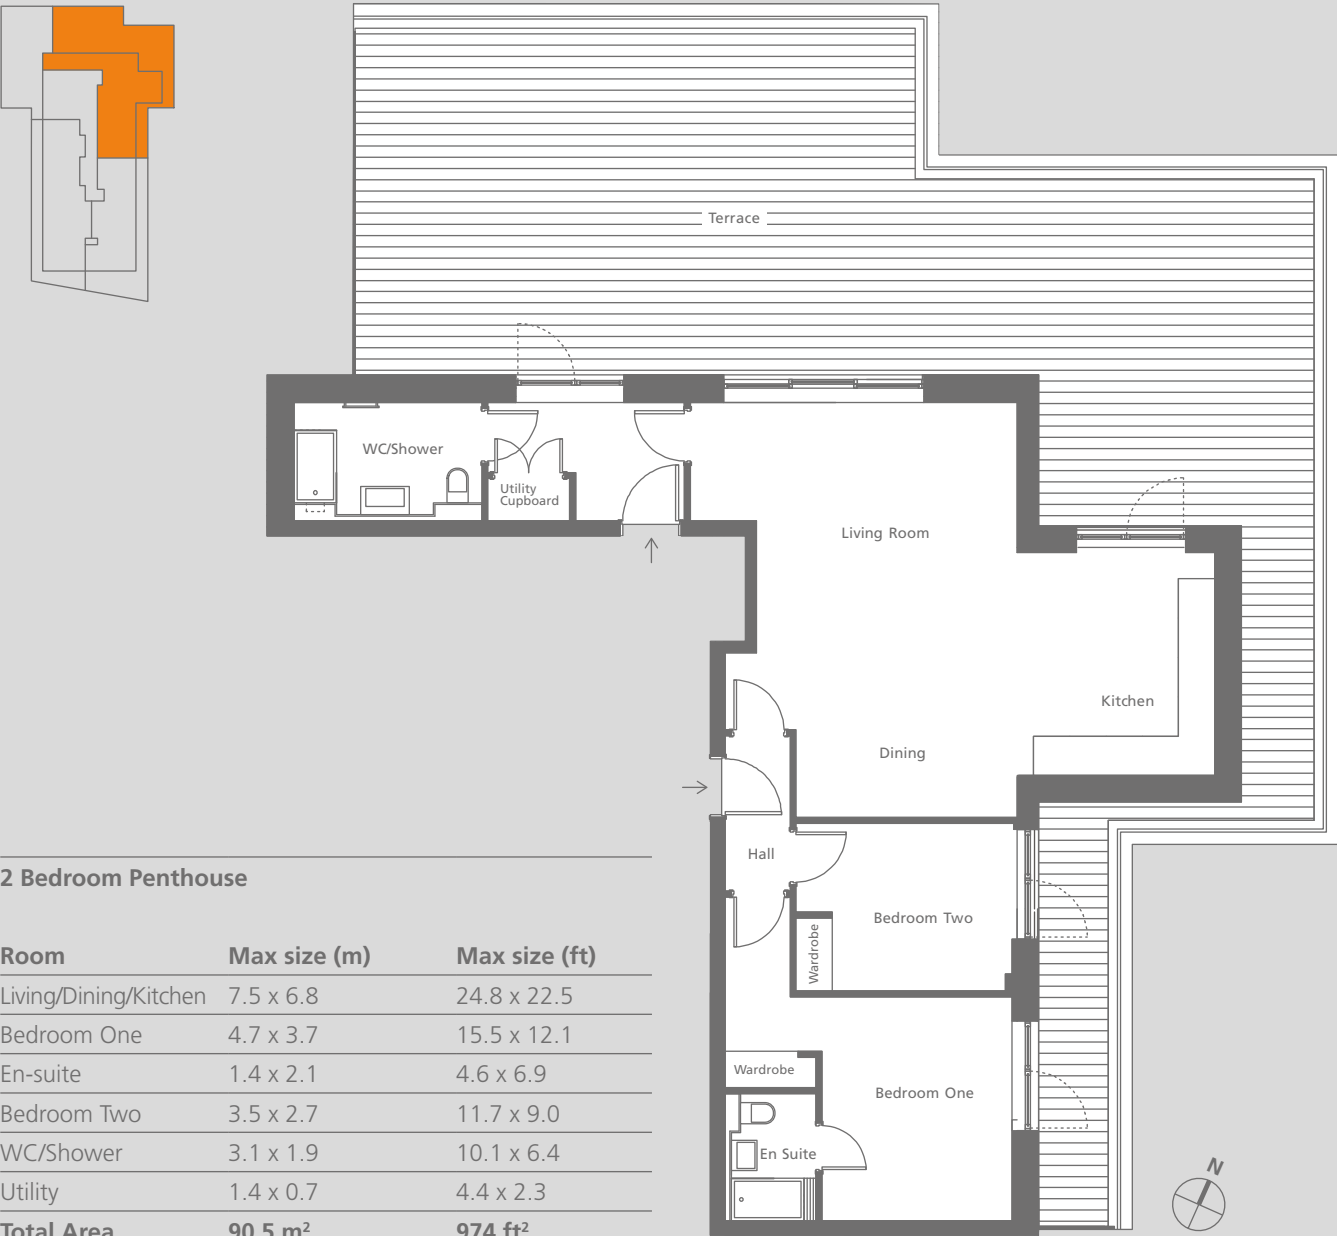 Terrace
WC/Shower
Utility
Cupboard
Living Room
Kitchen
Dining
Hall
Bedroom Two
Wardrobe
Wardrobe
Bedroom One
En Suite
N
2 Bedroom Penthouse
Room Max size (m) Max size (ft)
Living/Dining/Kitchen 7.5 x 6.8 24.8 x 22.5
Bedroom One 4.7 x 3.7 15.5 x 12.1
En-suite 1.4 x 2.1 4.6 x 6.9
Bedroom Two 3.5 x 2.7 11.7 x 9.0
WC/Shower 3.1 x 1.9 10.1 x 6.4
Utility 1.4 x 0.7 4.4 x 2.3
Total Area 90.5 m² 974 ft²